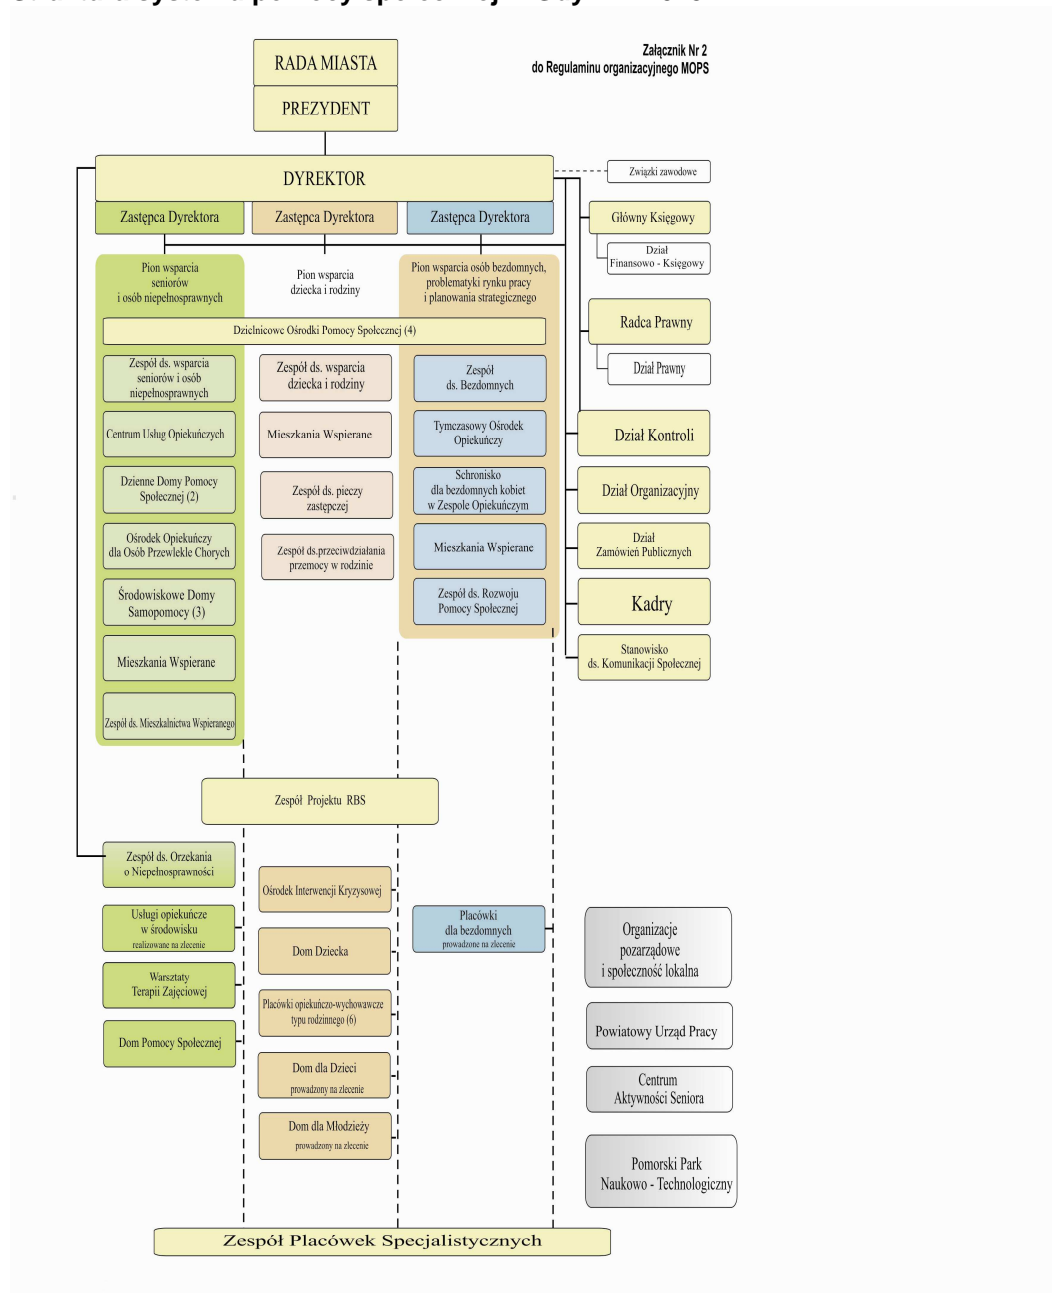 Załącznik Nr 2
do Regulaminu organizacyjnego MOPS
RADA MIASTA
PREZYDENT
DYREKTOR
Związki zawodowe
Zastępca Dyrektora
Zastępca Dyrektora
Zastępca Dyrektora
Główny Księgowy
Dział
Finansowo - Księgowy
Radca Prawny
Dział Prawny
Dział Kontroli
Dział Organizacyjny
Dział
Zamówień Publicznych
Kadry
Stanowisko
ds. Komunikacji Społecznej
Pion wsparcia
seniorów
i osób niepełnosprawnych
Pion wsparcia
dziecka i rodziny
Pion wsparcia osób bezdomnych,
problematyki rynku pracy
i planowania strategicznego
Dzielnicowe Ośrodki Pomocy Społecznej (4)
Zespół ds. wsparcia
seniorów i osób
niepełnosprawnych
Centrum Usług Opiekuńczych
Dzienne Domy Pomocy
Społecznej (2)
Ośrodek Opiekuńczy
dla Osób Przewlekle Chorych
Środowiskowe Domy
Samopomocy (3)
Mieszkania Wspierane
Zespół ds. Mieszkalnictwa Wspieranego
Zespół ds. wsparcia
dziecka i rodziny
Mieszkania Wspierane
Zespół ds. pieczy
zastępczej
Zespół ds.przeciwdziałania
przemocy w rodzinie
Zespół
ds. Bezdomnych
Tymczasowy Ośrodek
Opiekuńczy
Schronisko
dla bezdomnych kobiet
w Zespole Opiekuńczym
Mieszkania Wspierane
Zespół ds. Rozwoju
Pomocy Społecznej
Zespół Projektu RBS
Zespół ds. Orzekania
o Niepełnosprawności
Usługi opiekuńcze
w środowisku
realizowane na zlecenie
Warsztaty
Terapii Zajęciowej
Dom Pomocy Społecznej
Ośrodek Interwencji Kryzysowej
Dom Dziecka
Placówki opiekuńczo-wychowawcze
typu rodzinnego (6)
Dom dla Dzieci
prowadzony na zlecenie
Dom dla Młodzieży
prowadzony na zlecenie
Placówki
dla bezdomnych
prowadzone na zlecenie
Organizacje
pozarządowe
i społeczność lokalna
Powiatowy Urząd Pracy
Centrum
Aktywności Seniora
Pomorski Park
Naukowo - Technologiczny
Zespół Placówek Specjalistycznych